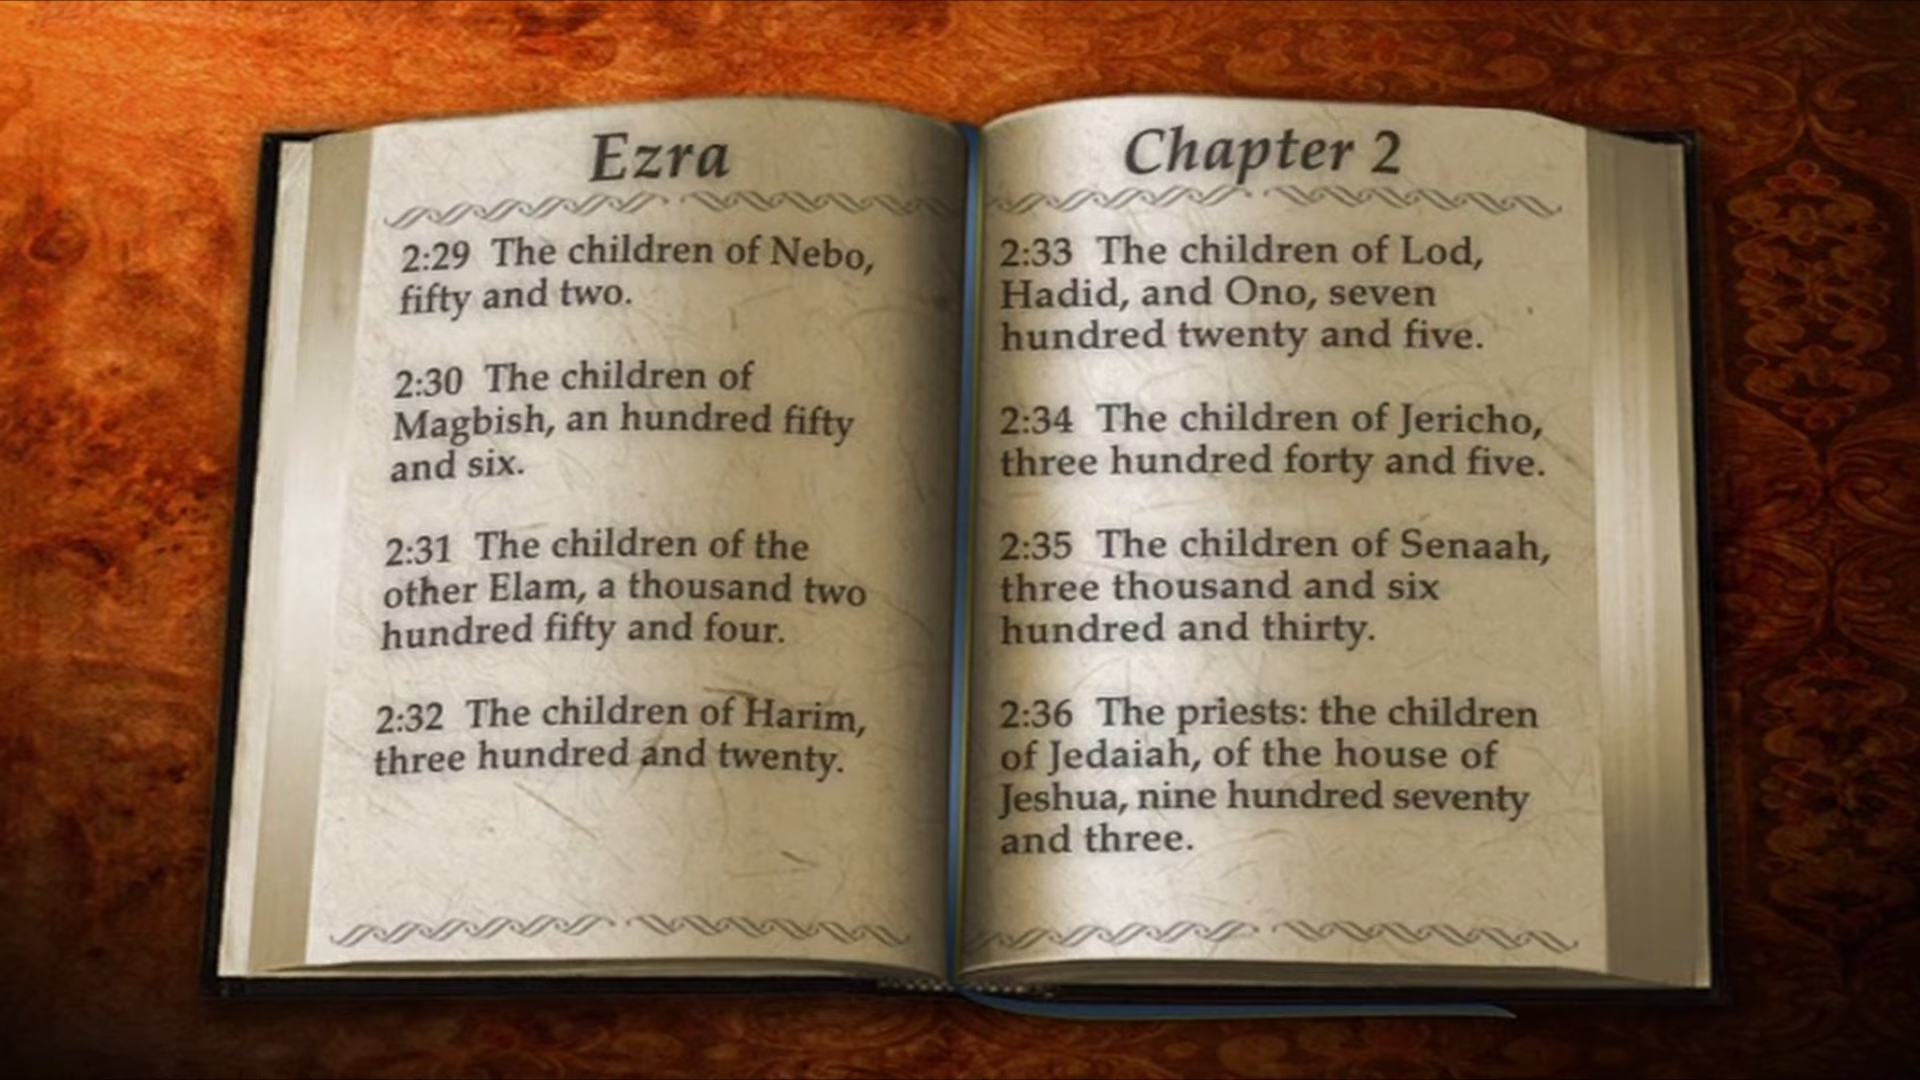 Ezra
2:29 The children of Nebo,
fifty and two.
2:30 The children of
Magbish, an hundred fifty
and six.
2:31 The children of the
other Elam, a thousand two
hundred fifty and four.
2:32 The children of Harim,
three hundred and twenty.
Chapter 2
2:33 The children of Lod,
Hadid, and Ono, seven
hundred twenty and five.
2:34 The children of Jericho,
three hundred forty and five.
2:35 The children of Senaah,
three thousand and six
hundred and thirty.
2:36 The priests: the children
of Jedaiah, of the house of
Jeshua, nine hundred seventy
and three.